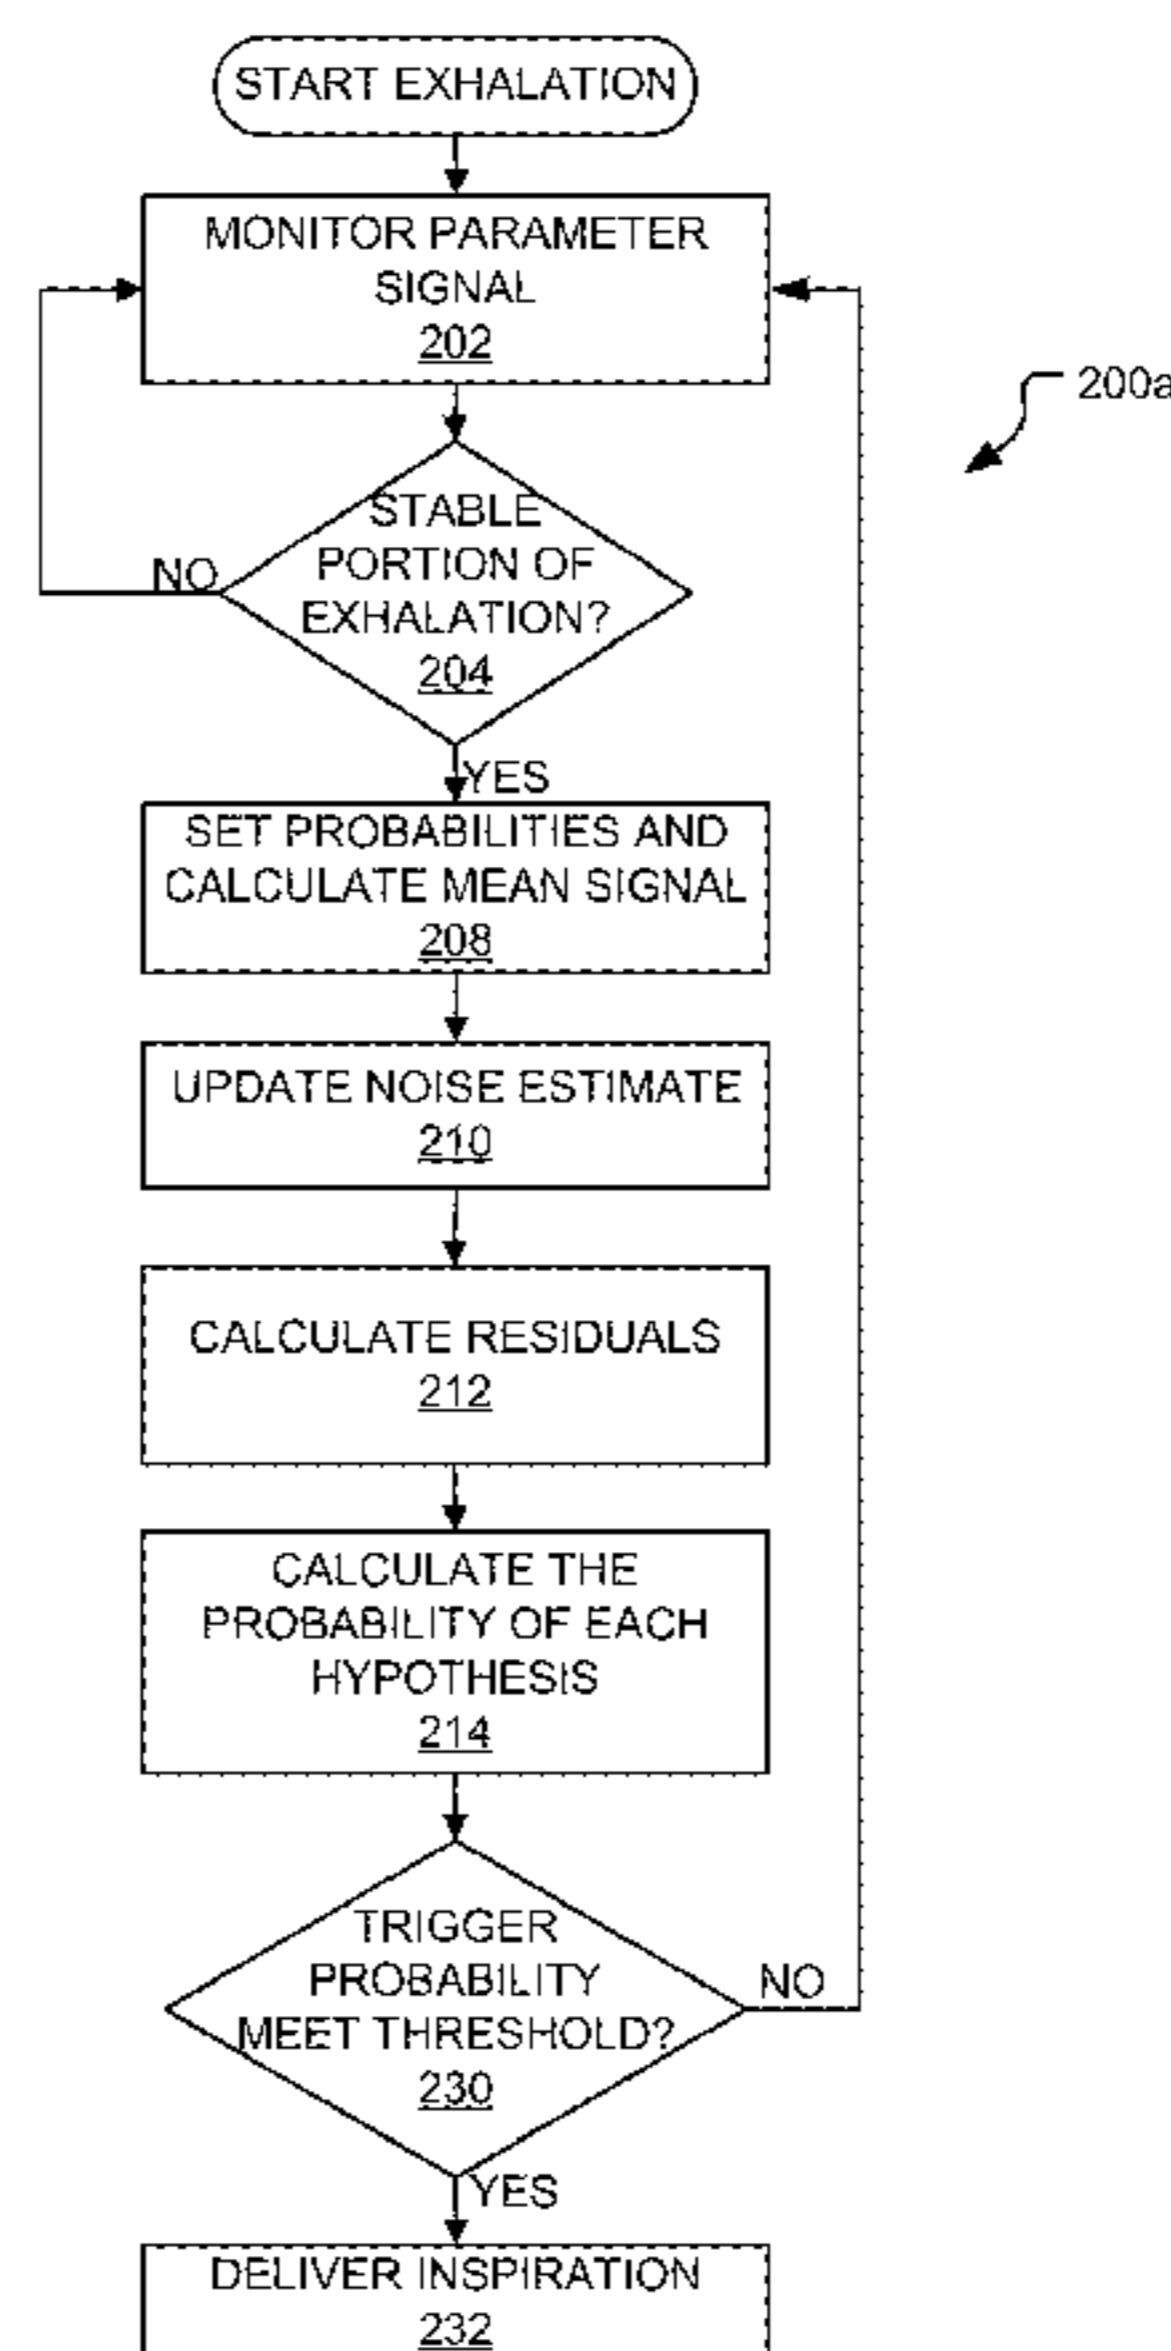 START EXHALATION
MONITOR PARAMETER
SIGNAL
202
200a
STABLE
PORTION OF
EXHALATION?
204
NO
YES
SET PROBABILITIES AND
CALCULATE MEAN SIGNAL
208
UPDATE NOISE ESTIMATE
210
CALCULATE RESIDUALS
212
CALCULATE THE
PROBABILITY OF EACH
HYPOTHESIS
214
TRIGGER
PROBABILITY
MEET THRESHOLD?
230
NO
YES
DELIVER INSPIRATION
232